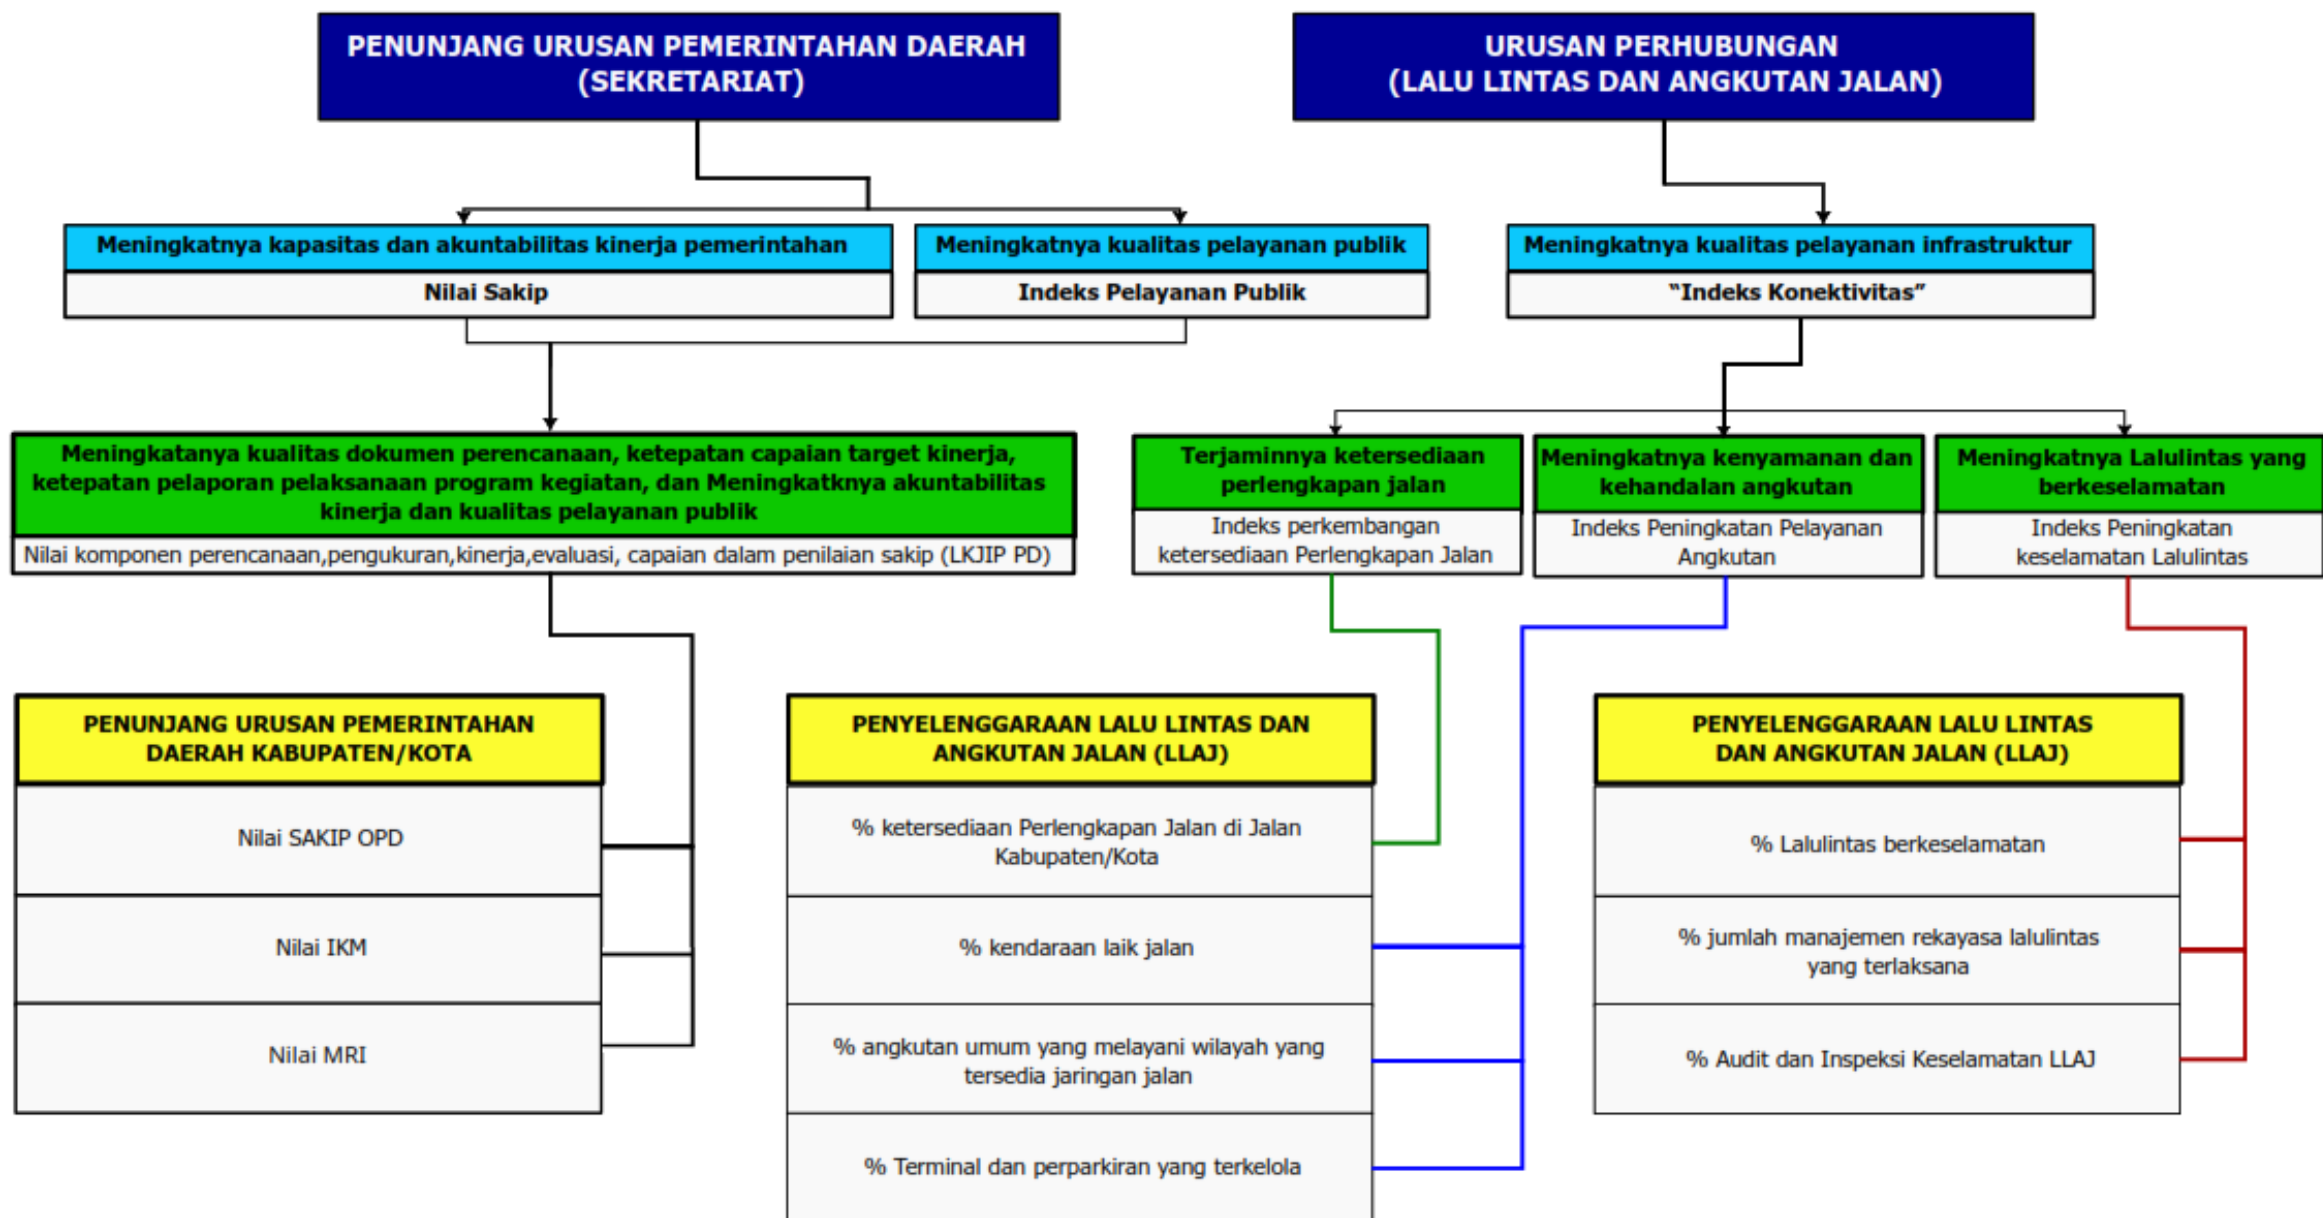 PENUNJANG URUSAN PEMERINTAHAN DAERAH
(SEKRETARIAT)
URUSAN PERHUBUNGAN
(LALU LINTAS DAN ANGKUTAN JALAN)
Meningkatnya kapasitas dan akuntabilitas kinerja pemerintahan
Nilai Sakip
Meningkatnya kualitas pelayanan publik
Indeks Pelayanan Publik
Meningkatnya kualitas pelayanan infrastruktur
“Indeks Konektivitas”
Meningkatanya kualitas dokumen perencanaan, ketepatan capaian target kinerja,
ketepatan pelaporan pelaksanaan program kegiatan, dan Meningkatknya akuntabilitas
kinerja dan kualitas pelayanan publik
Nilai komponen perencanaan,pengukuran,kinerja,evaluasi, capaian dalam penilaian sakip (LKJIP PD)
Terjaminnya ketersediaan
perlengkapan jalan
Indeks perkembangan
ketersediaan Perlengkapan Jalan
Meningkatnya kenyamanan dan
kehandalan angkutan
Indeks Peningkatan Pelayanan
Angkutan
Meningkatnya Lalulintas yang
berkeselamatan
Indeks Peningkatan
keselamatan Lalulintas
PENUNJANG URUSAN PEMERINTAHAN
DAERAH KABUPATEN/KOTA
Nilai SAKIP OPD
Nilai IKM
Nilai MRI
PENYELENGGARAAN LALU LINTAS DAN
ANGKUTAN JALAN (LLAJ)
% ketersediaan Perlengkapan Jalan di Jalan
Kabupaten/Kota
% kendaraan laik jalan
% angkutan umum yang melayani wilayah yang
tersedia jaringan jalan
% Terminal dan perparkiran yang terkelola
PENYELENGGARAAN LALU LINTAS
DAN ANGKUTAN JALAN (LLAJ)
% Lalulintas berkeselamatan
% jumlah manajemen rekayasa lalulintas
yang terlaksana
% Audit dan Inspeksi Keselamatan LLAJ